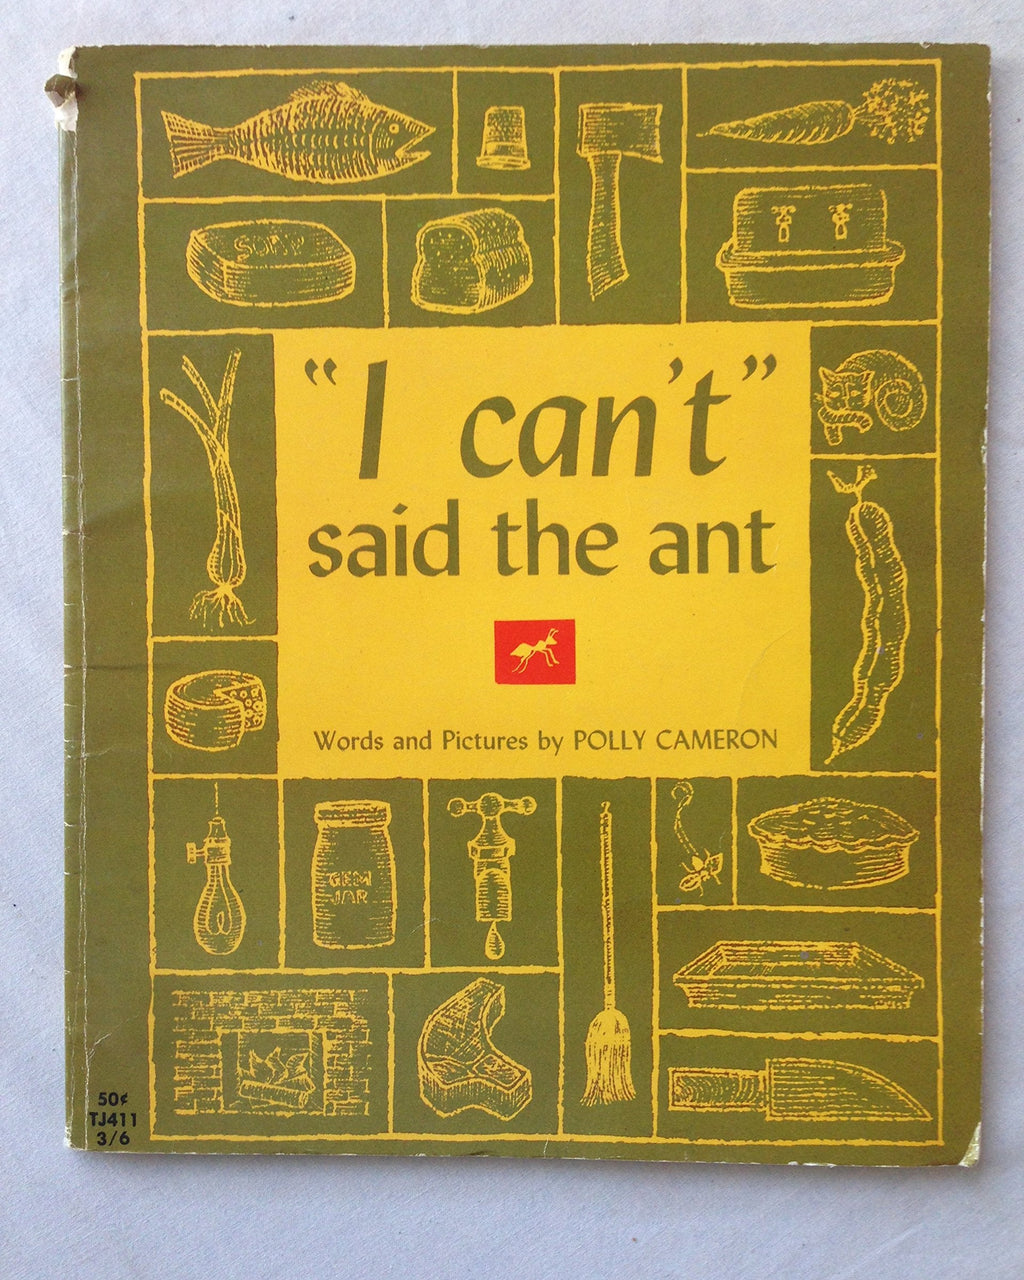 SOAP
"I can't"
said the ant
Words and Pictures by POLLY CAMERON
GEM
JAR
50¢
TJ411
3/6